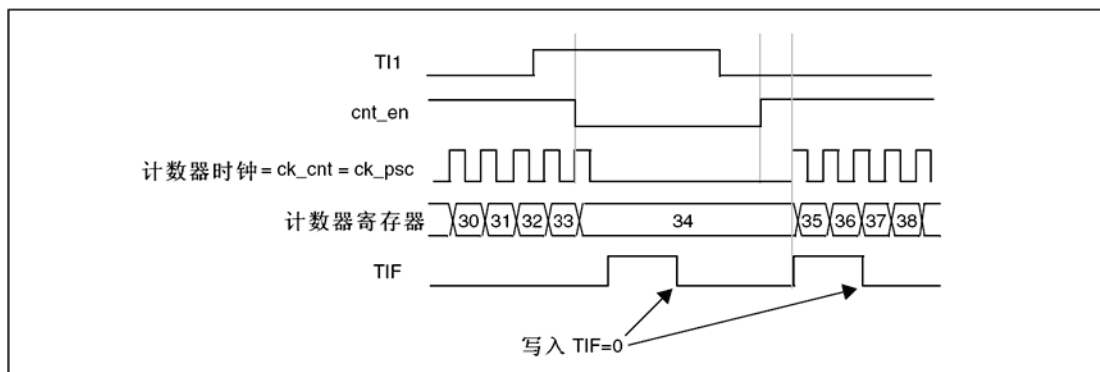 TI1
cnt_en
计数器时钟 = ck_cnt = ck_psc
计数器寄存器 30 31 32 33 34 35 36 37 38
TIF
写入 TIF=0